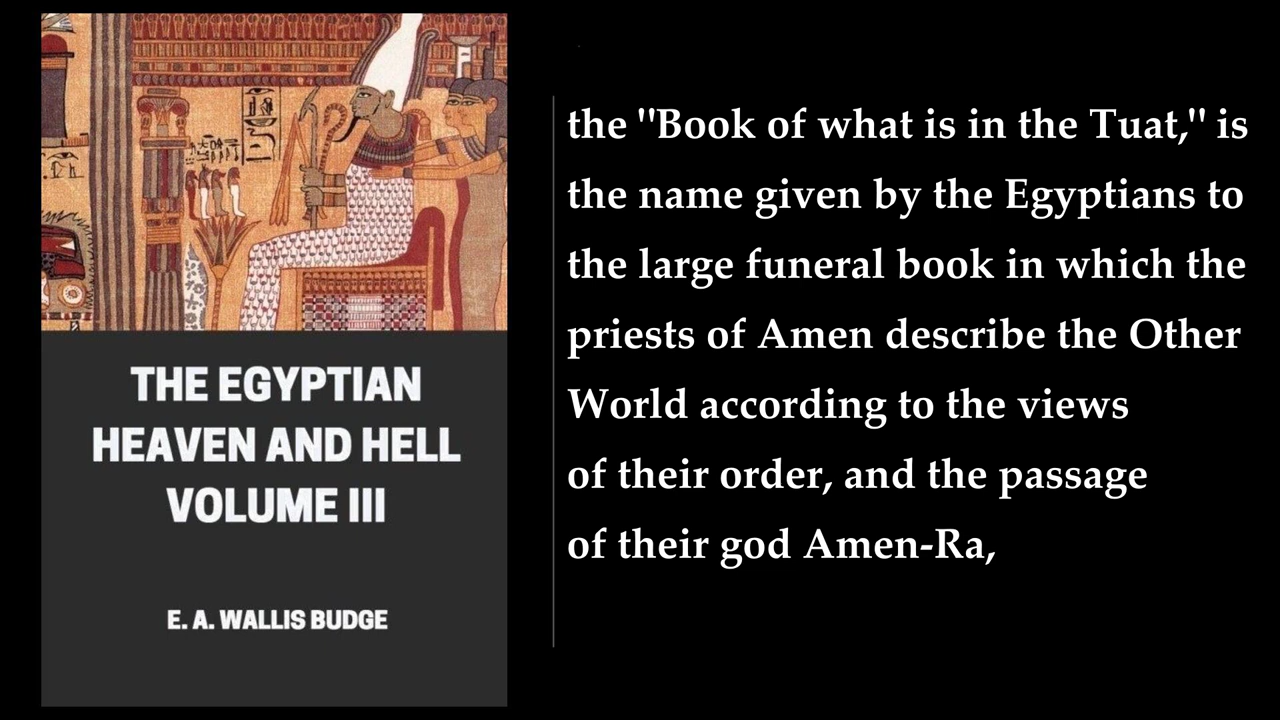 THE EGYPTIAN
HEAVEN AND HELL
VOLUME III
E. A. WALLIS BUDGE
the "Book of what is in the Tuat," is
the name given by the Egyptians to
the large funeral book in which the
priests of Amen describe the Other
World according to the views
of their order, and the passage
of their god Amen-Ra,